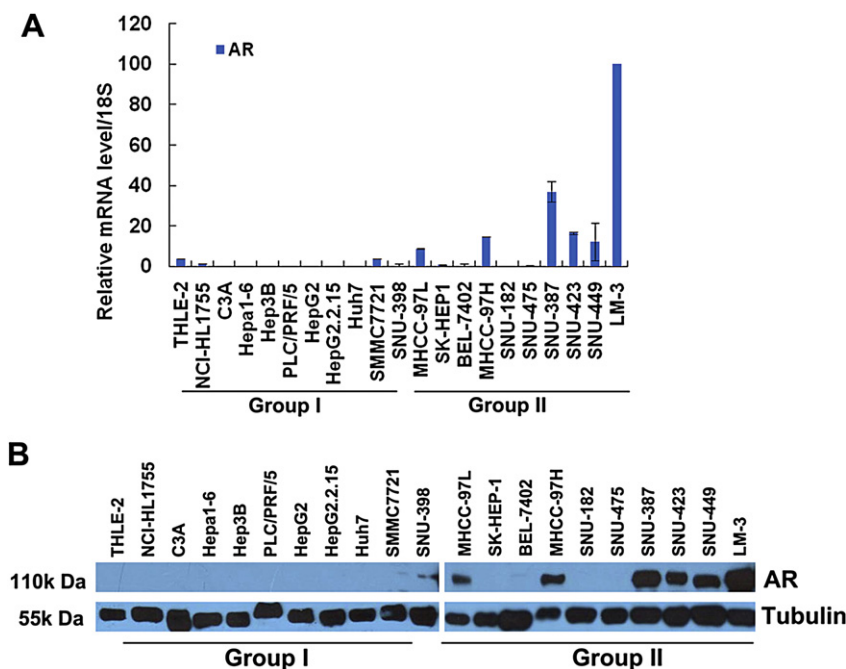 A
Relative mRNA level/18S
120
100
80
60
40
20
0
AR
THLE-2
NCI-HL1755
C3A
Hepa1-6
Hep3B
PLC/PRF/5
HepG2
HepG2.2.15
Huh7
SMMC7721
SNU-398
MHCC-97L
SK-HEP1
BEL-7402
MHCC-97H
SNU-182
SNU-475
SNU-387
SNU-423
SNU-449
LM-3
Group I
Group II
B
THLE-2
NCI-HL1755
C3A
Hepa1-6
Hep3B
PLC/PRF/5
HepG2
HepG2.2.15
Huh7
SMMC7721
SNU-398
MHCC-97L
SK-HEP-1
BEL-7402
MHCC-97H
SNU-182
SNU-475
SNU-387
SNU-423
SNU-449
LM-3
110k Da
AR
55k Da
Tubulin
Group I
Group II